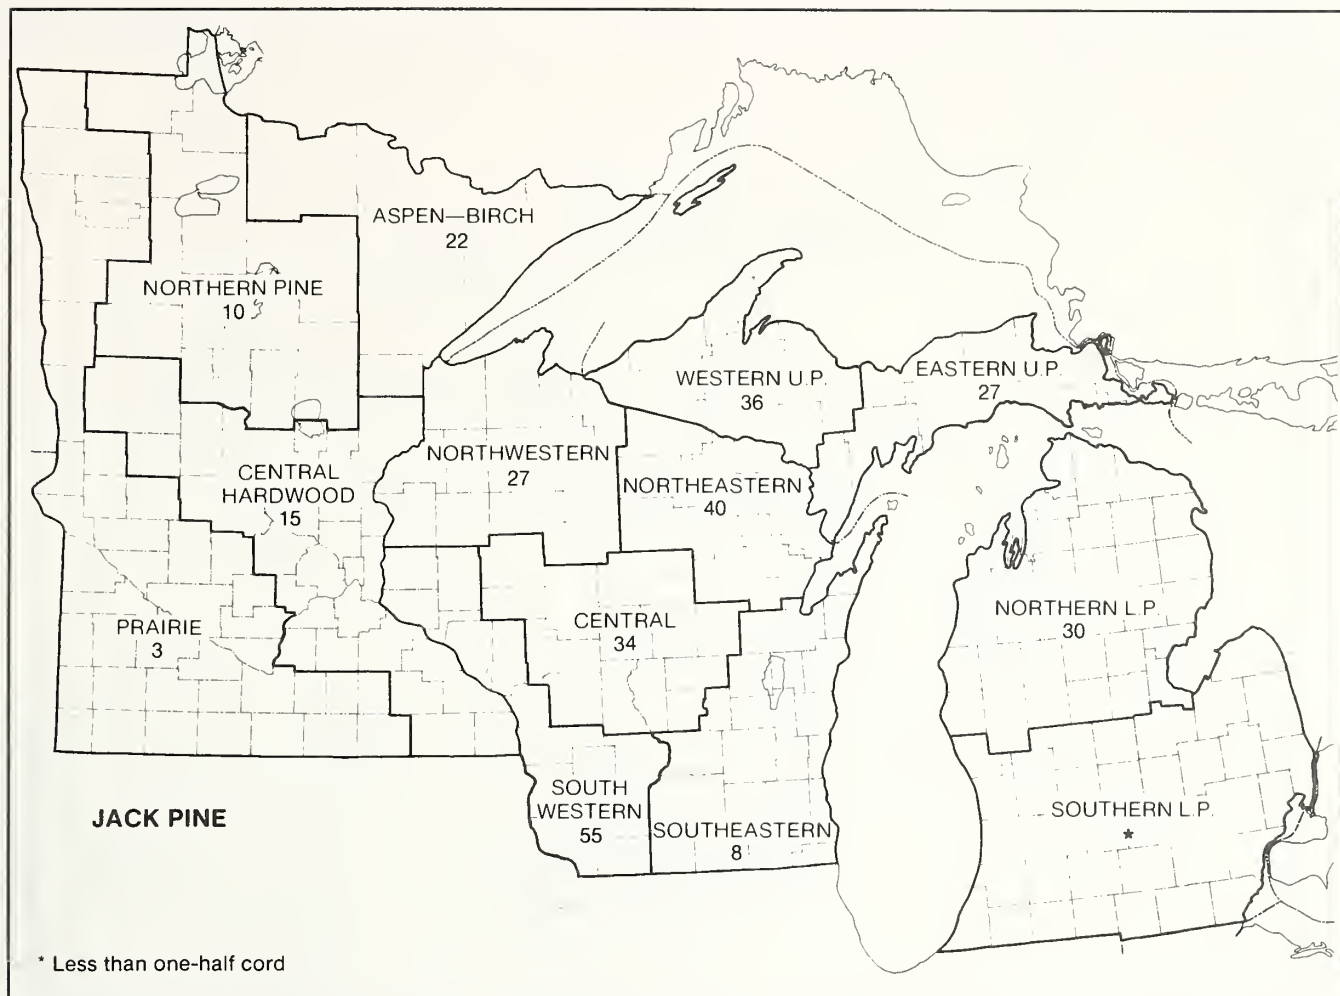 ASPEN—BIRCH
22
NORTHERN PINE
10
WESTERN U.P.
36
EASTERN U.P.
27
NORTHWESTERN
27
CENTRAL
HARDWOOD
15
NORTHEASTERN
40
PRAIRIE
3
CENTRAL
34
NORTHERN L.P.
30
SOUTH
WESTERN
55
SOUTHEASTERN
8
SOUTHERN L.P.
*
JACK PINE
* Less than one-half cord